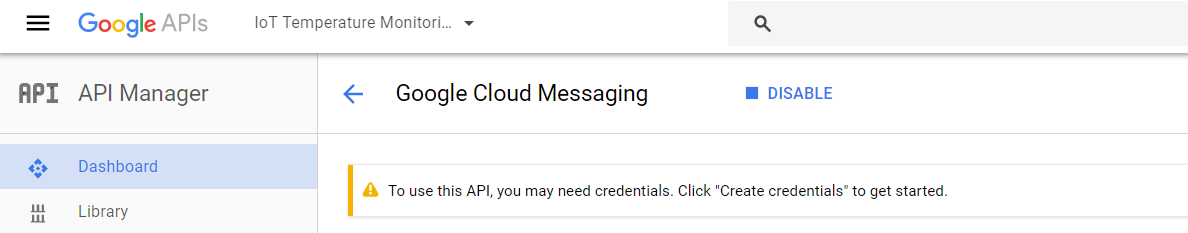 Google APIs IoT Temperature Monitori...
API API Manager Google Cloud Messaging DISABLE
Dashboard
To use this API, you may need credentials. Click "Create credentials" to get started.
Library